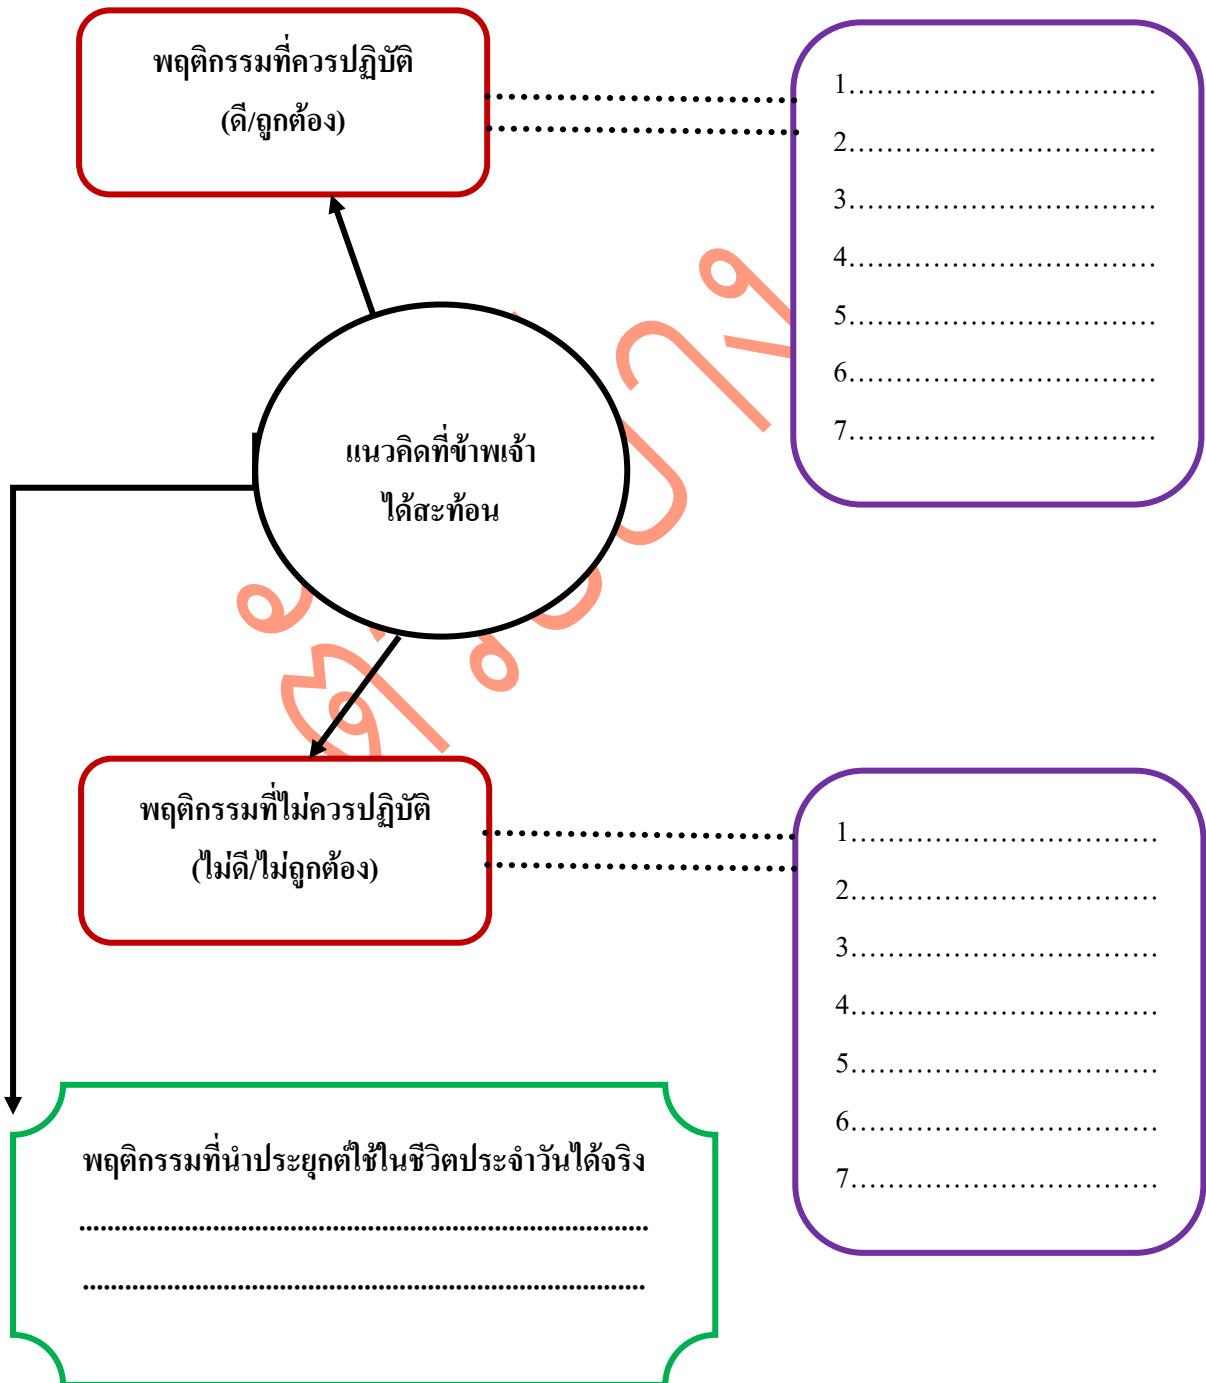 พฤติกรรมที่ควรปฏิบัติ
(ดี/ถูกต้อง)
1.................................
2.................................
3.................................
4.................................
5.................................
6.................................
7.................................
แนวคิดที่ข้าพเจ้า
ได้สะท้อน
พฤติกรรมที่ไม่ควรปฏิบัติ
(ไม่ดี/ไม่ถูกต้อง)
1.................................
2.................................
3.................................
4.................................
5.................................
6.................................
7.................................
พฤติกรรมที่นำประยุกต์ใช้ในชีวิตประจำวันได้จริง
.................................................................................
................................................................................